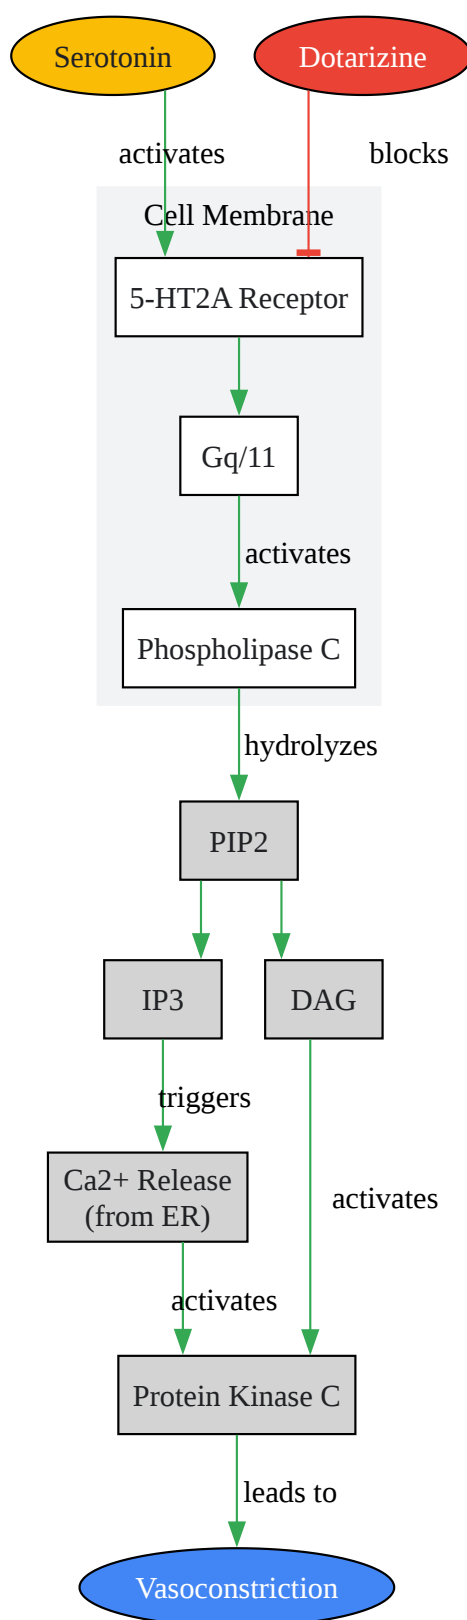 Serotonin
Dotarizine
activates
blocks
Cell Membrane
5-HT2A Receptor
Gq/11
activates
Phospholipase C
hydrolyzes
PIP2
IP3
DAG
triggers
Ca2+ Release
(from ER)
activates
activates
Protein Kinase C
leads to
Vasoconstriction